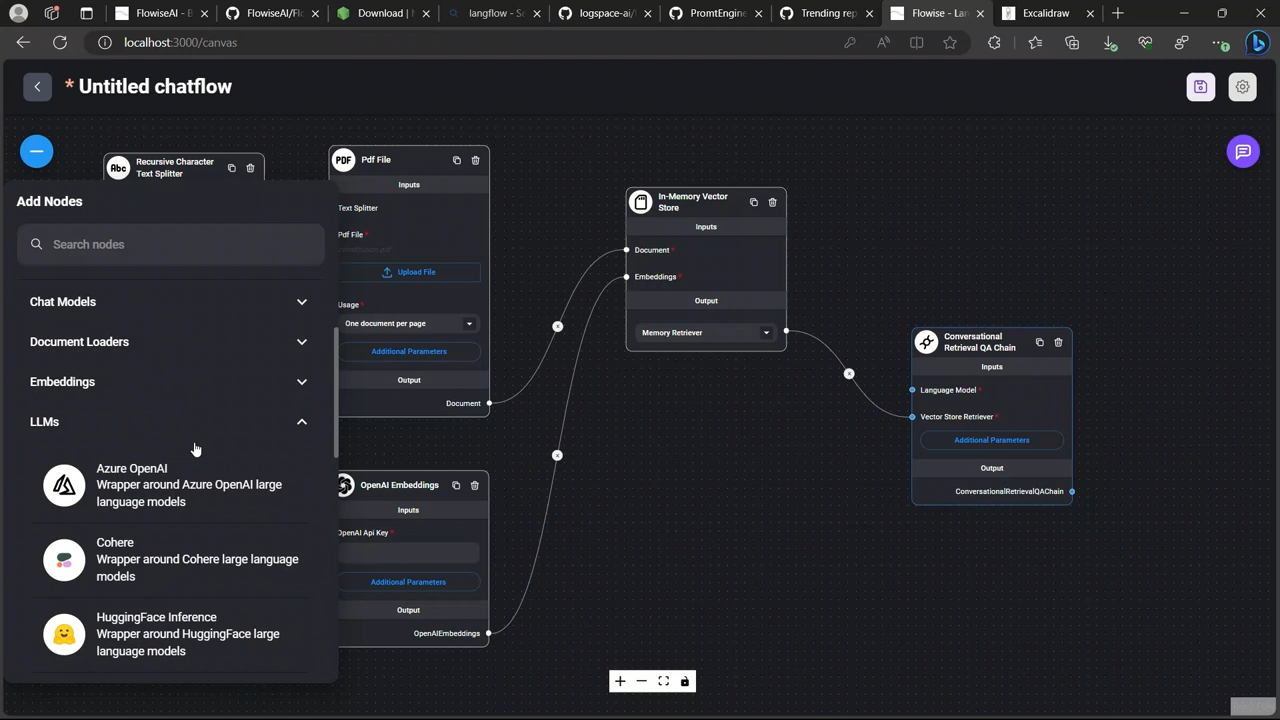 FlowiseAI - B
FlowiseAI/Fl
Download | N
langflow - Se
logspace-ai/
PromtEngine
Trending rep
Flowise - Lan
Excalidraw
localhost:3000/canvas
* Untitled chatflow
Abc
Recursive Character
Text Splitter
Add Nodes
Search nodes
Chat Models
Document Loaders
Embeddings
LLMs
Azure OpenAI
Wrapper around Azure OpenAI large
language models
Cohere
Wrapper around Cohere large language
models
HuggingFace Inference
Wrapper around HuggingFace large
language models
PDF
Pdf File
Inputs
Text Splitter
Pdf File *
Upload File
Usage *
One document per page
Additional Parameters
Output
Document
OpenAI Embeddings
Inputs
OpenAI Api Key *
Additional Parameters
Output
OpenAIEmbeddings
In-Memory Vector
Store
Inputs
Document *
Embeddings *
Output
Memory Retriever
Conversational
Retrieval QA Chain
Inputs
Language Model *
Vector Store Retriever *
Additional Parameters
Output
ConversationalRetrievalQAChain